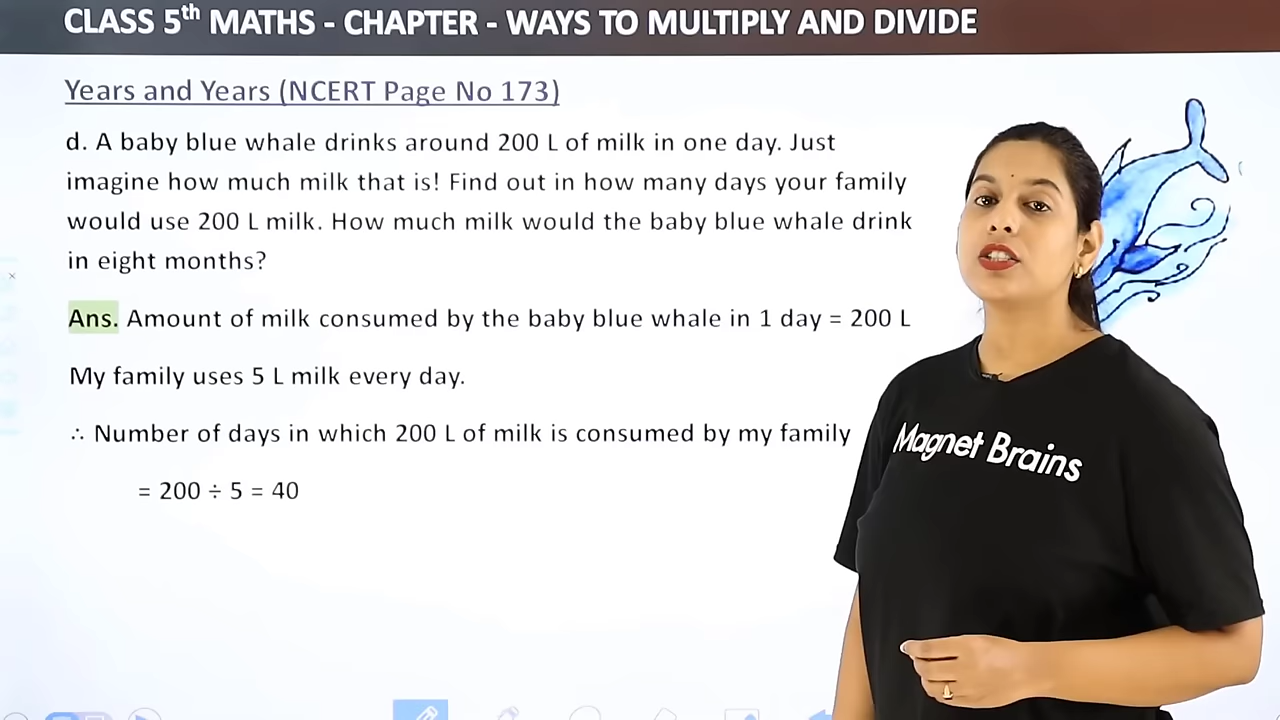 CLASS 5th MATHS - CHAPTER - WAYS TO MULTIPLY AND DIVIDE
Years and Years (NCERT Page No 173)
d. A baby blue whale drinks around 200 L of milk in one day. Just
imagine how much milk that is! Find out in how many days your family
would use 200 L milk. How much milk would the baby blue whale drink
in eight months?
Ans. Amount of milk consumed by the baby blue whale in 1 day = 200 L
My family uses 5 L milk every day.
∴ Number of days in which 200 L of milk is consumed by my family
= 200 ÷ 5 = 40
Magnet Brains